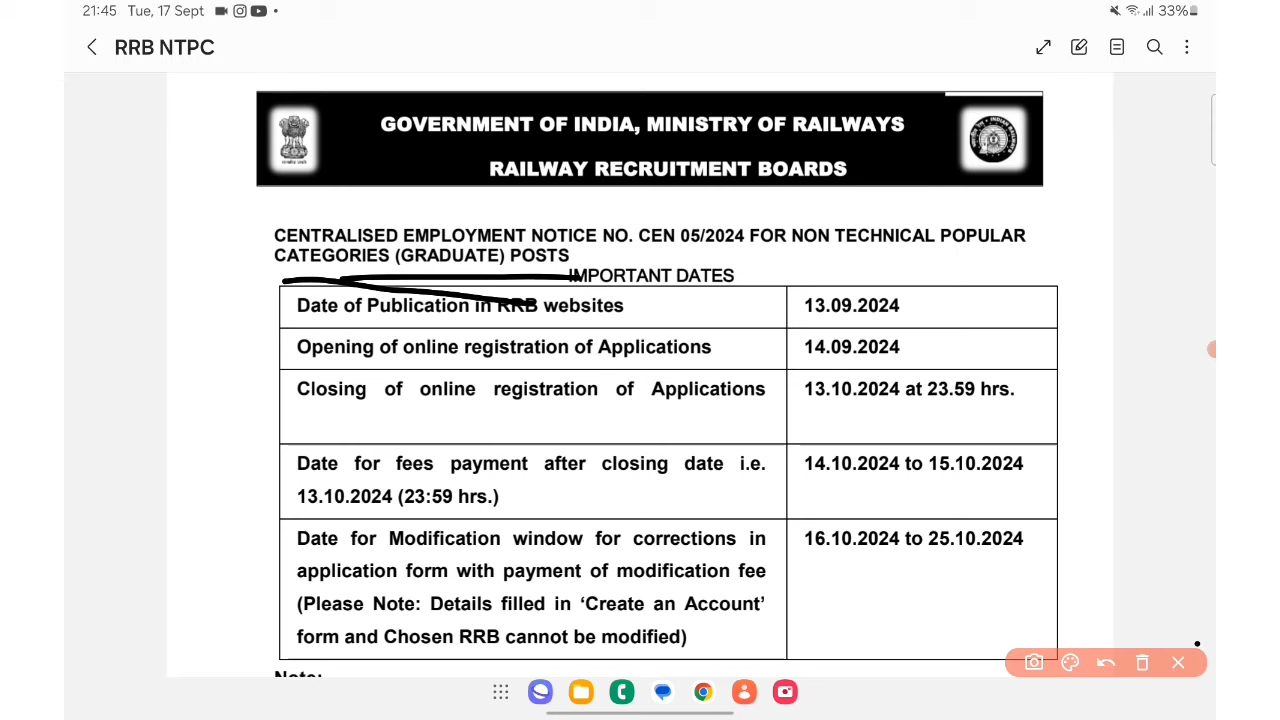 21:45 Tue, 17 Sept
33%
RRB NTPC
GOVERNMENT OF INDIA, MINISTRY OF RAILWAYS
RAILWAY RECRUITMENT BOARDS
CENTRALISED EMPLOYMENT NOTICE NO. CEN 05/2024 FOR NON TECHNICAL POPULAR
CATEGORIES (GRADUATE) POSTS
IMPORTANT DATES
Date of Publication in RRB websites 13.09.2024
Opening of online registration of Applications 14.09.2024
Closing of online registration of Applications 13.10.2024 at 23.59 hrs.
Date for fees payment after closing date i.e. 14.10.2024 to 15.10.2024
13.10.2024 (23:59 hrs.)
Date for Modification window for corrections in 16.10.2024 to 25.10.2024
application form with payment of modification fee
(Please Note: Details filled in ‘Create an Account’
form and Chosen RRB cannot be modified)
Note: